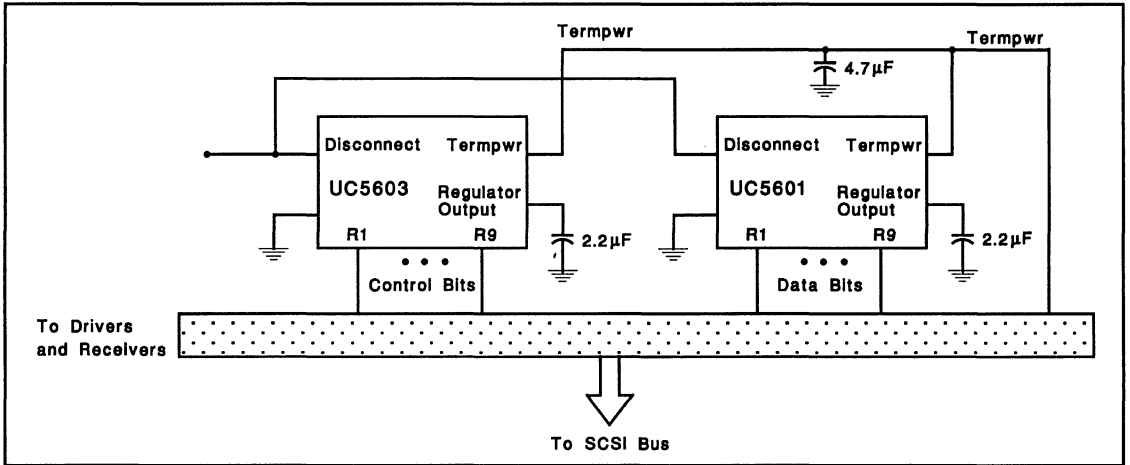 Termpwr
Termpwr
4.7µF
Disconnect Termpwr
UC5603
Regulator
Output
R1 R9
2.2µF
Control Bits
Disconnect Termpwr
UC5601
Regulator
Output
R1 R9
2.2µF
Data Bits
To Drivers
and Receivers
To SCSI Bus